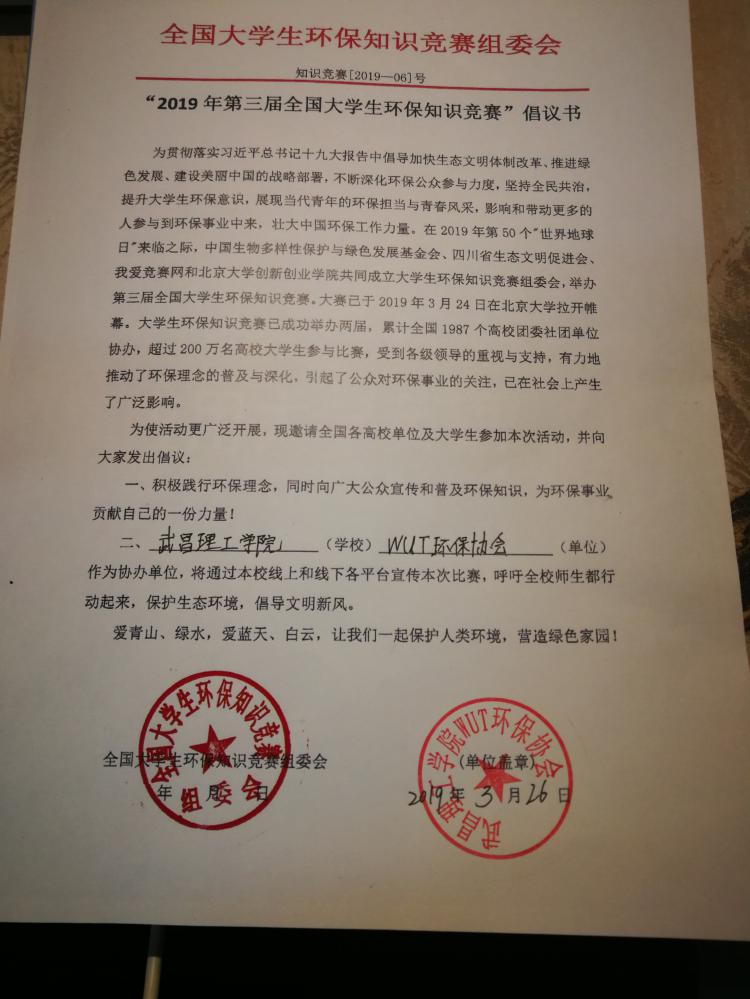 全国大学生环保知识竞赛组委会
知识竞赛[2019—06]号
“2019 年第三届全国大学生环保知识竞赛”倡议书
为贯彻落实习近平总书记十九大报告中倡导加快生态文明体制改革、推进绿
色发展、建设美丽中国的战略部署，不断深化环保公众参与力度，坚持全民共治，
提升大学生环保意识，展现当代青年的环保担当与青春风采，影响和带动更多的
人参与到环保事业中来，壮大中国环保工作力量。在 2019 年第 50 个"世界地球
日"来临之际，中国生物多样性保护与绿色发展基金会、四川省生态文明促进会、
我爱竞赛网和北京大学创新创业学院共同成立大学生环保知识竞赛组委会，举办
第三届全国大学生环保知识竞赛。大赛已于 2019 年 3 月 24 日在北京大学拉开帷
幕。大学生环保知识竞赛已成功举办两届，累计全国 1987 个高校团委社团单位
协办，超过 200 万名高校大学生参与比赛，受到各级领导的重视与支持，有力地
推动了环保理念的普及与深化，引起了公众对环保事业的关注，已在社会上产生
了广泛影响。
为使活动更广泛开展，现邀请全国各高校单位及大学生参加本次活动，并向
大家发出倡议：
一、积极践行环保理念，同时向广大公众宣传和普及环保知识，为环保事业
贡献自己的一份力量！
二、武昌理工学院（学校）WUT环保协会（单位）
作为协办单位，将通过本校线上和线下各平台宣传本次比赛，呼吁全校师生都行
动起来，保护生态环境，倡导文明新风。
爱青山、绿水，爱蓝天、白云，让我们一起保护人类环境，营造绿色家园！
全国大学生环保知识竞赛
组委会
全国大学生环保知识竞赛组委会
年 月 日
武昌理工学院WUT环保协会
（单位盖章）
2019 年 3 月 26 日